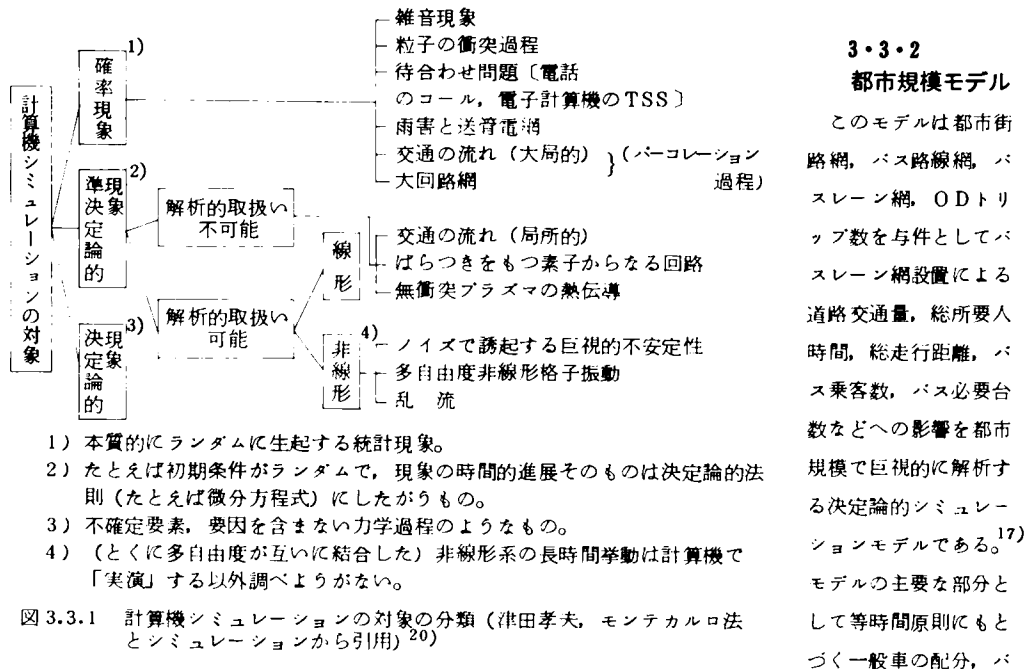 計算機シミュレーションの対象
確率現象 1)
準決定論的現象 2)
決定論的現象 3)
解析的取扱い
不可能
解析的取扱い
可能
線形
非線形 4)
雑音現象
粒子の衝突過程
待合わせ問題〔電話
のコール，電子計算機のTSS〕
雨害と送電網
交通の流れ（大局的）
大回路網
}(パーコレーション
過程)
交通の流れ（局所的）
ばらつきをもつ素子からなる回路
無衝突プラズマの熱伝導
ノイズで誘起する巨視的不安定性
多自由度非線形格子振動
乱　流
1）本質的にランダムに生起する統計現象。
2）たとえば初期条件がランダムで，現象の時間的進展そのものは決定論的法
則（たとえば微分方程式）にしたがうもの。
3）不確定要素，要因を含まない力学過程のようなもの。
4）（とくに多自由度が互いに結合した）非線形系の長時間挙動は計算機で
「実演」する以外調べようがない。
図3.3.1　計算機シミュレーションの対象の分類（津田孝夫，モンテカルロ法
とシミュレーションから引用）20)
3・3・2
都市規模モデル
このモデルは都市街
路網，バス路線網，バ
スレーン網，ODトリ
ップ数を与件としてバ
スレーン網設置による
道路交通量，総所要人
時間，総走行距離，バ
ス乗客数，バス必要台
数などへの影響を都市
規模で巨視的に解析す
る決定論的シミュレー
ションモデルである。17)
モデルの主要な部分と
して等時間原則にもと
づく一般車の配分，バ